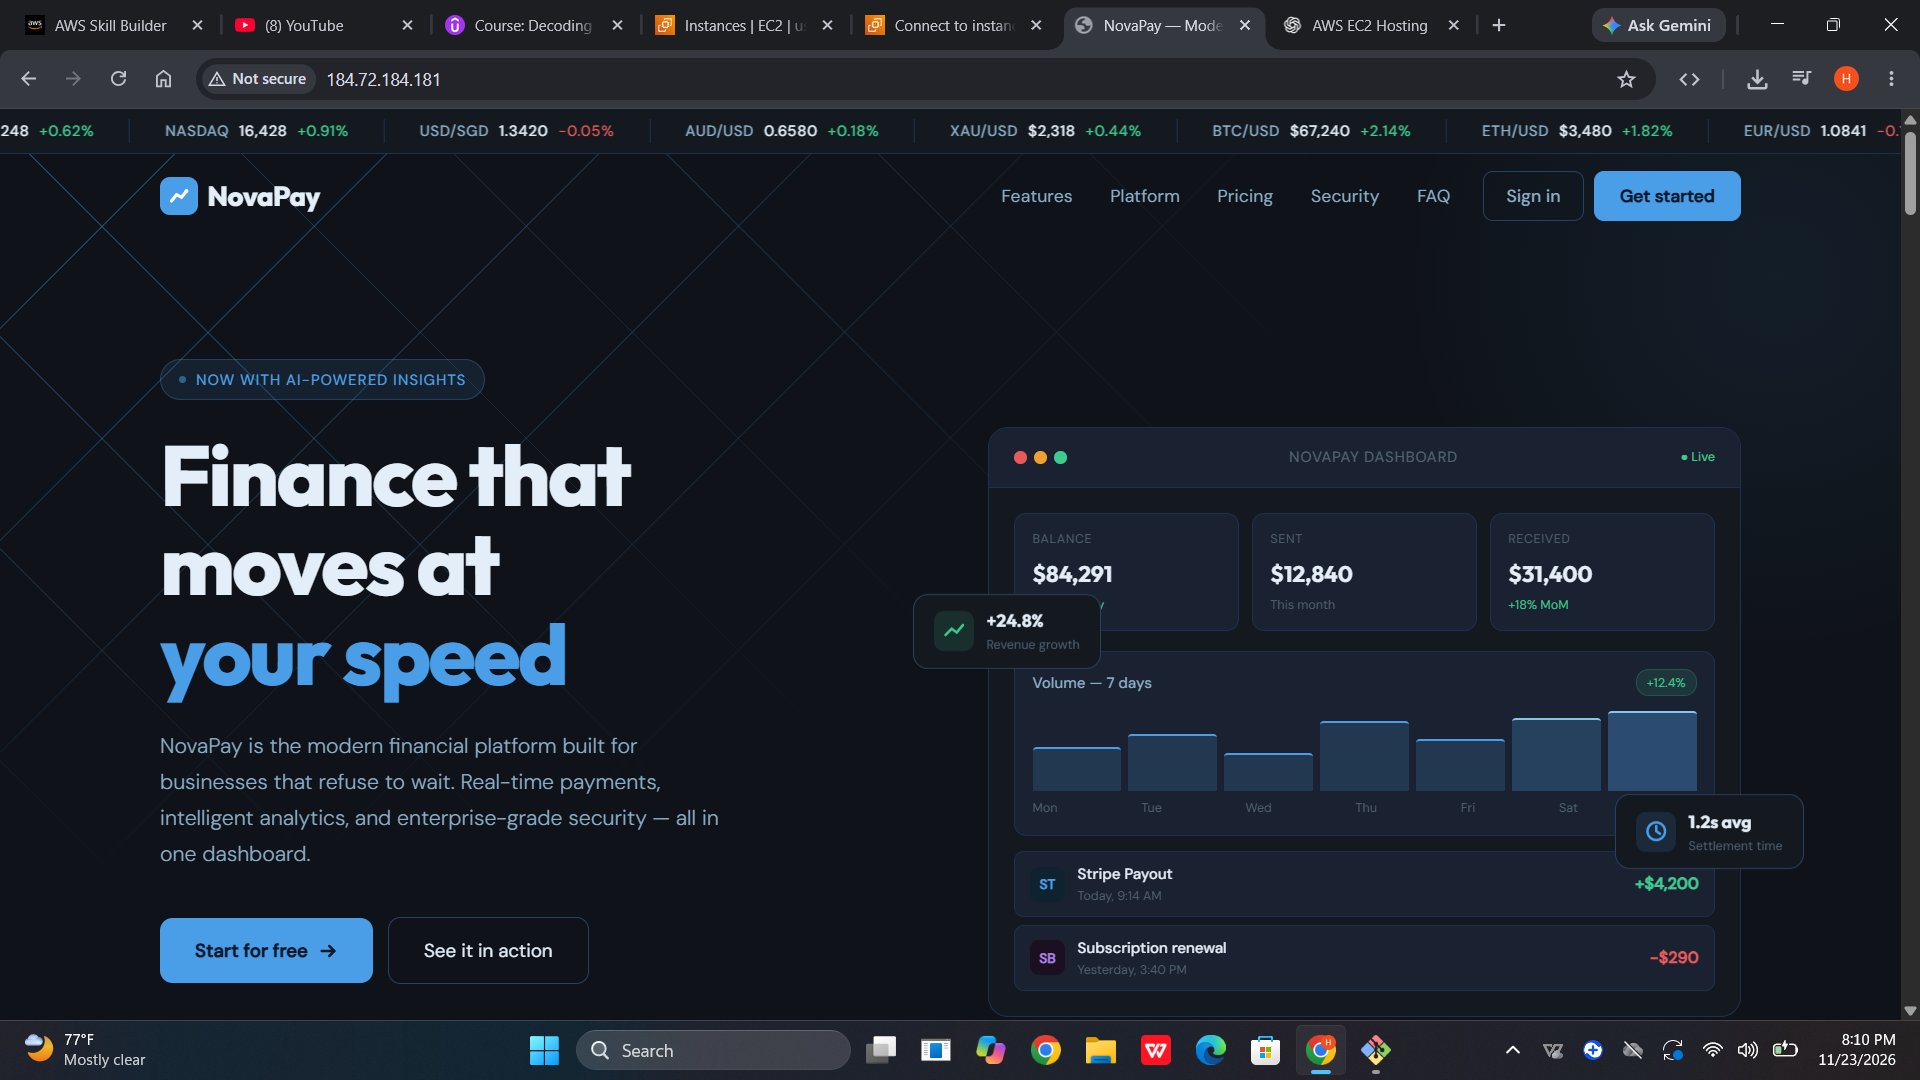 AWS Skill Builder
(8) YouTube
Course: Decoding
Instances | EC2 | us
Connect to instanc
NovaPay — Mode
AWS EC2 Hosting
Ask Gemini
Not secure
184.72.184.181
H
248 +0.62%
NASDAQ 16,428 +0.91%
USD/SGD 1.3420 -0.05%
AUD/USD 0.6580 +0.18%
XAU/USD $2,318 +0.44%
BTC/USD $67,240 +2.14%
ETH/USD $3,480 +1.82%
EUR/USD 1.0841 -0.
NovaPay
Features
Platform
Pricing
Security
FAQ
Sign in
Get started
NOW WITH AI-POWERED INSIGHTS
Finance that
moves at
your speed
NovaPay is the modern financial platform built for
businesses that refuse to wait. Real-time payments,
intelligent analytics, and enterprise-grade security — all in
one dashboard.
Start for free →
See it in action
NOVAPAY DASHBOARD
Live
BALANCE
$84,291
SENT
$12,840
This month
RECEIVED
$31,400
+18% MoM
+24.8%
Revenue growth
Volume — 7 days
+12.4%
Mon
Tue
Wed
Thu
Fri
Sat
1.2s avg
Settlement time
ST
Stripe Payout
Today, 9:14 AM
+$4,200
SB
Subscription renewal
Yesterday, 3:40 PM
-$290
77°F
Mostly clear
Search
8:10 PM
11/23/2026